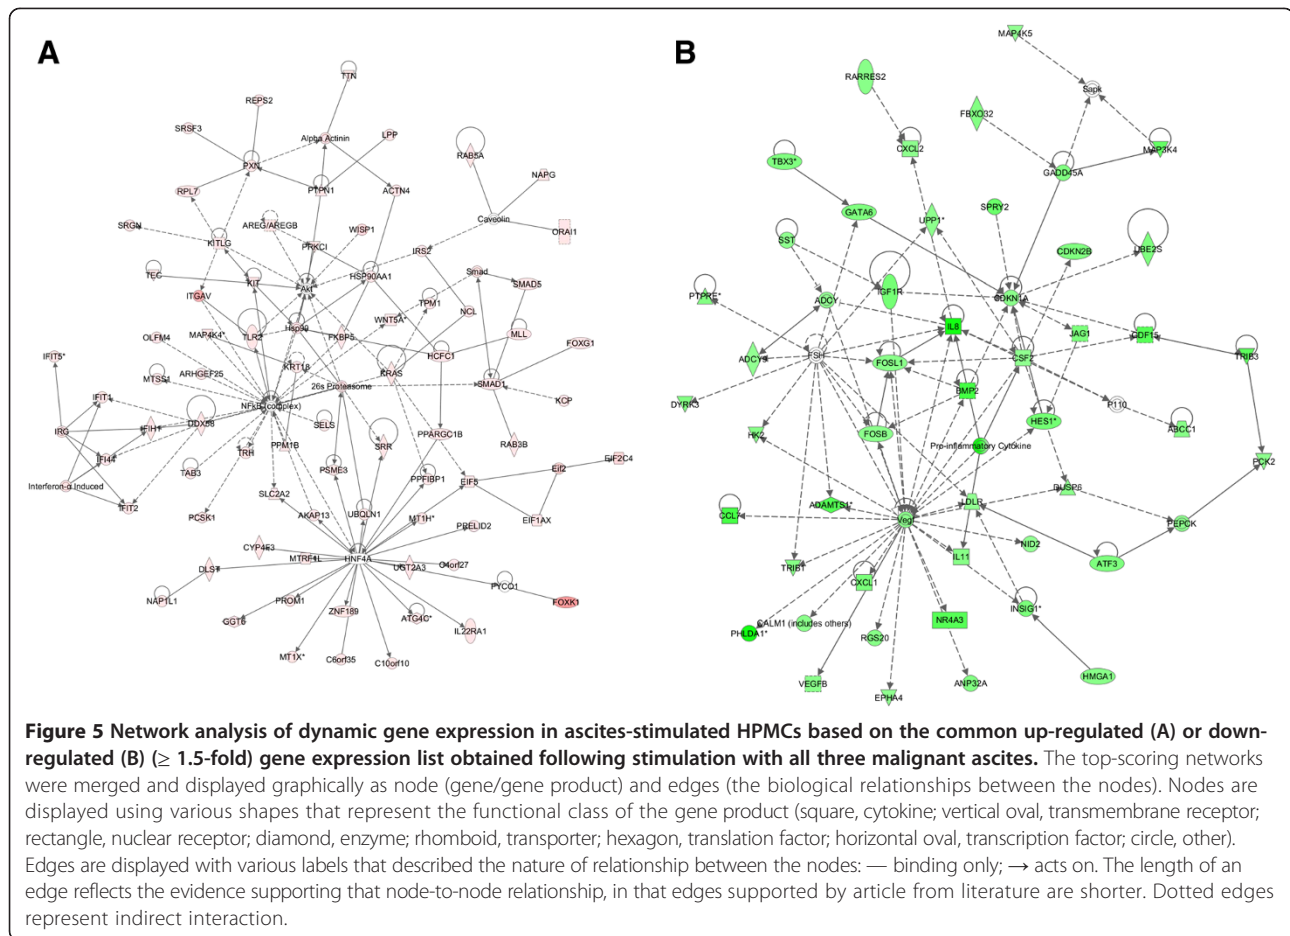 A
B
MAP4K5
TTN
RARRES2
Sapk
REPS2
FBXO32
SRSF3
Alpha Actinin
LPP
CXCL2
MAP3K4
RAB5A
PXN
TBX3*
GADD45A
NAPG
RPL7
PTPN1
ACTN4
GATA6
UPP1*
SPRY2
SRGN
AREG/AREGB
WISP1
Caveolin
ORAI1
SST
CDKN2B
UBE2S
KITLG
PRKCI
IRS2
TEC
KIT
HSP90AA1
Smad
SMAD5
PTPRE*
ADCY
IGF1R
CDKN1A
ITGAV
Akt
TPM1
NCL
IL8
JAG1
GDF15
OLFM4
MAP4K4*
TLR2
Hsp90
FKBP5
WNT5A*
MLL
FOXG1
IFIT5*
HCFC1
ADCY9
FSH
FOSL1
CSF2
TRIB3
MTSS1
ARHGEF25
KRT18
26s Proteasome
KRAS
SMAD1
KCP
DYRK3
BMP2
P110
IFIT1
NFkB (complex)
HES1*
ABCC1
IRG
IFIH1
DDX58
SELS
HK2
FOSB
Pro-inflammatory Cytokine
IFI44
TAB3
TRH
PPM1B
SRR
PPARGC1B
RAB3B
PCK2
Interferon-α Induced
PSME3
PPFIBP1
EIF5
Eif2
EIF2C4
DUSP6
IFIT2
PCSK1
SLC2A2
AKAP13
UBQLN1
MT1H*
PBELID2
EIF1AX
CCL7
ADAMTS1*
Vegf
LDLR
PEPCK
CYP4F3
MTRF1L
HNF4A
UGT2A3
C4orf27
TRIB1
IL11
NID2
ATF3
DLST
PYCO1
CXCL1
NAP1L1
PROM1
ZNF189
ATG4C*
FOXK1
INSIG1*
GGT6
IL22RA1
PHLDA1*
CALM1 (includes others)
RGS20
NR4A3
MT1X*
C6orf35
C10orf10
VEGFB
EPHA4
ANP32A
HMGA1
Figure 5 Network analysis of dynamic gene expression in ascites-stimulated HPMCs based on the common up-regulated (A) or down-
regulated (B) (≥ 1.5-fold) gene expression list obtained following stimulation with all three malignant ascites. The top-scoring networks
were merged and displayed graphically as node (gene/gene product) and edges (the biological relationships between the nodes). Nodes are
displayed using various shapes that represent the functional class of the gene product (square, cytokine; vertical oval, transmembrane receptor;
rectangle, nuclear receptor; diamond, enzyme; rhomboid, transporter; hexagon, translation factor; horizontal oval, transcription factor; circle, other).
Edges are displayed with various labels that described the nature of relationship between the nodes: — binding only; → acts on. The length of an
edge reflects the evidence supporting that node-to-node relationship, in that edges supported by article from literature are shorter. Dotted edges
represent indirect interaction.